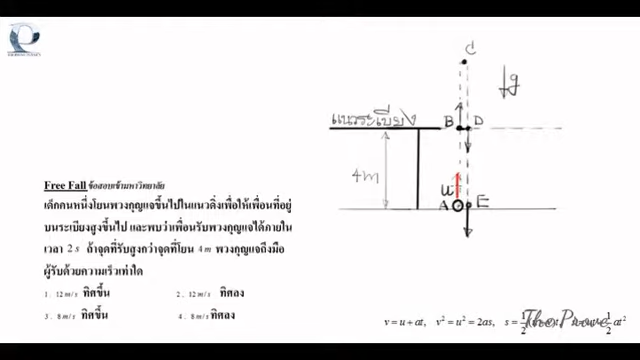 C
↓g
แนวระเบียง B D
4m
u
A E
Free Fall ข้อสอบเข้ามหาวิทยาลัย
เด็กคนหนึ่งโยนพวงกุญแจขึ้นไปในแนวดิ่งเพื่อให้เพื่อนที่อยู่
บนระเบียงสูงขึ้นไป และพบว่าเพื่อนรับพวงกุญแจได้ภายใน
เวลา 2 s ถ้าจุดที่รับสูงกว่าจุดที่โยน 4 m พวงกุญแจถึงมือ
ผู้รับด้วยความเร็วเท่าใด
1. 12 m/s ทิศขึ้น 2. 12 m/s ทิศลง
3. 8 m/s ทิศขึ้น 4. 8 m/s ทิศลง
v = u + at, v² = u² = 2as, s = 1/2
The Prove
1/2 at²